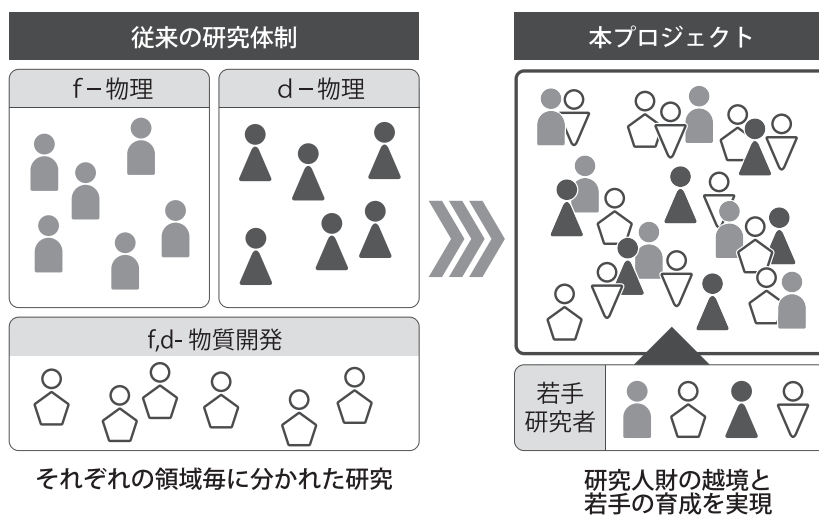 従来の研究体制
f－物理
d－物理
f,d- 物質開発
それぞれの領域毎に分かれた研究
本プロジェクト
若手
研究者
研究人財の越境と
若手の育成を実現